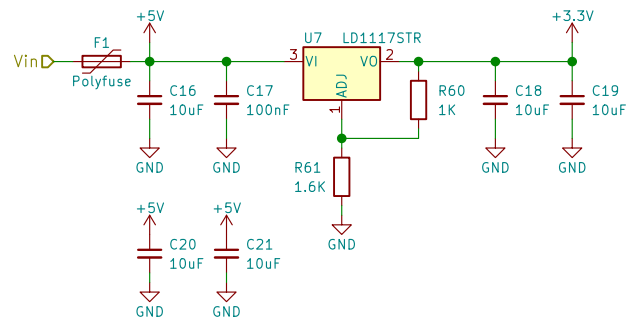 +5V
+3.3V
F1
U7
LD1117STR
Vin
3
VI
VO
2
Polyfuse
ADJ
1
C16
10uF
C17
100nF
R60
1K
C18
10uF
C19
10uF
GND
GND
R61
1.6K
GND
GND
GND
+5V
+5V
C20
10uF
C21
10uF
GND
GND